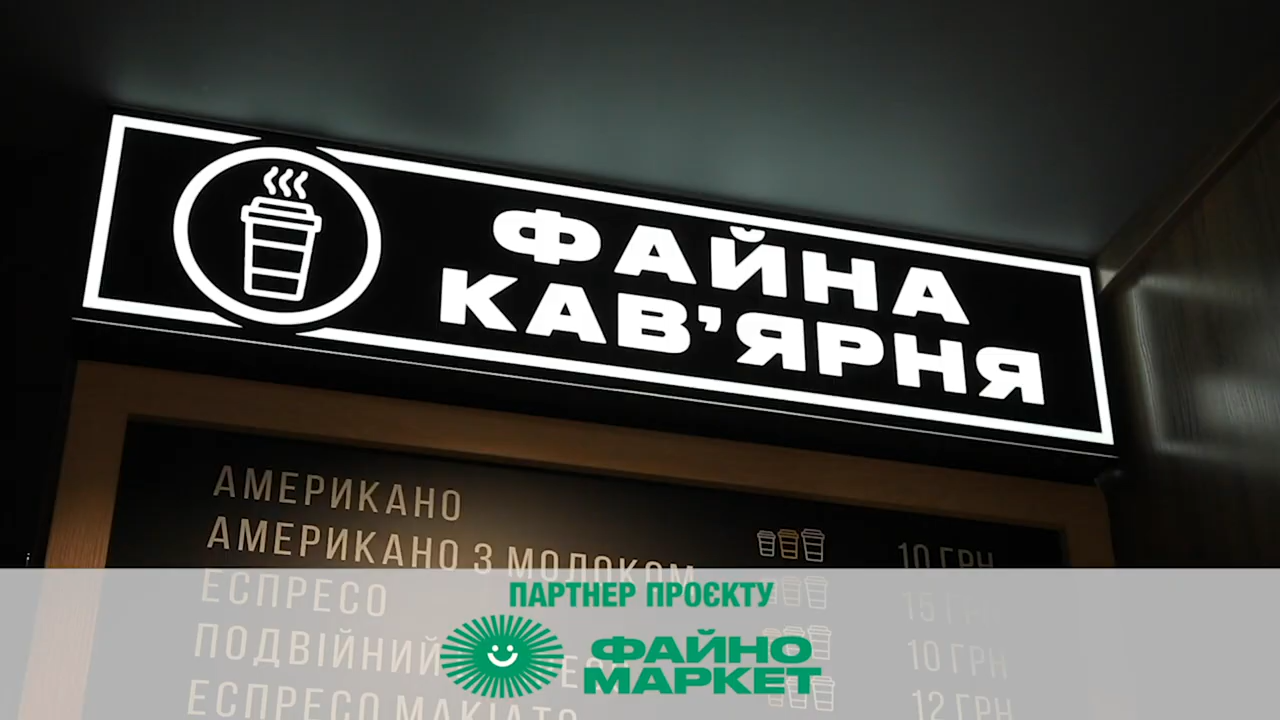 ФАЙНА
КАВ’ЯРНЯ
АМЕРИКАНО
10 ГРН
АМЕРИКАНО З МОЛОКОМ
15 ГРН
ЕСПРЕСО
10 ГРН
ПОДВІЙНИЙ
12 ГРН
ЕСПРЕСО МАКІАТО
ПАРТНЕР ПРОЄКТУ
ФАЙНО
МАРКЕТ